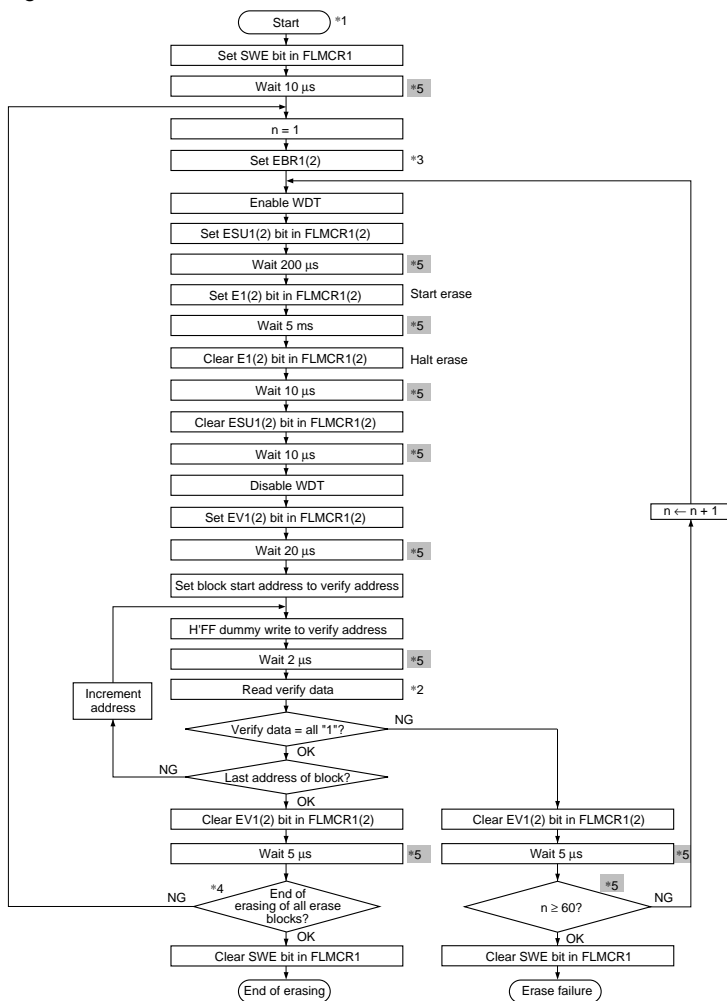 Start *1
Set SWE bit in FLMCR1
Wait 10 μs *5
n = 1
Set EBR1(2) *3
Enable WDT
Set ESU1(2) bit in FLMCR1(2)
Wait 200 μs *5
Set E1(2) bit in FLMCR1(2) Start erase
Wait 5 ms *5
Clear E1(2) bit in FLMCR1(2) Halt erase
Wait 10 μs *5
Clear ESU1(2) bit in FLMCR1(2)
Wait 10 μs *5
Disable WDT
Set EV1(2) bit in FLMCR1(2)
n ← n + 1
Wait 20 μs *5
Set block start address to verify address
H'FF dummy write to verify address
Wait 2 μs *5
Read verify data *2
Increment
address
Verify data = all "1"?
NG
OK
Last address of block?
NG
OK
Clear EV1(2) bit in FLMCR1(2)
Clear EV1(2) bit in FLMCR1(2)
Wait 5 μs *5
Wait 5 μs *5
NG *4
End of
erasing of all erase
blocks?
*5
n ≥ 60?
NG
OK
OK
Clear SWE bit in FLMCR1
Clear SWE bit in FLMCR1
End of erasing
Erase failure